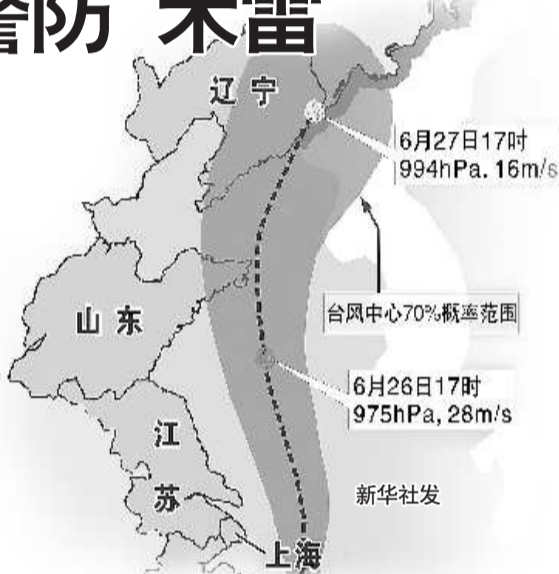 警防 米雷
辽宁
6月27日17时
994hPa. 16m/s
台风中心70%概率范围
山东
6月26日17时
975hPa, 28m/s
江
苏
新华社发
上海